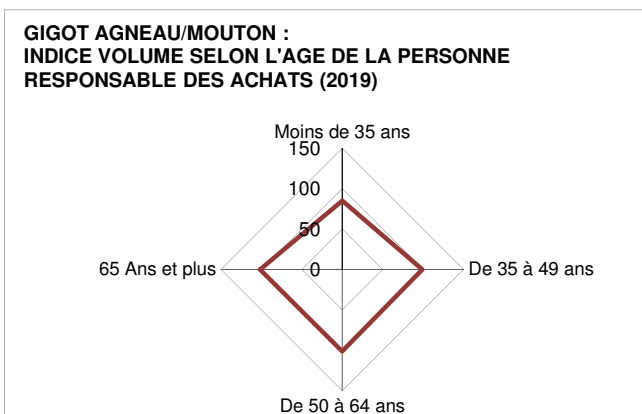 GIGOT AGNEAU/MOUTON :
INDICE VOLUME SELON L'AGE DE LA PERSONNE
RESPONSABLE DES ACHATS (2019)
Moins de 35 ans
150
100
50
65 Ans et plus
0
De 35 à 49 ans
De 50 à 64 ans